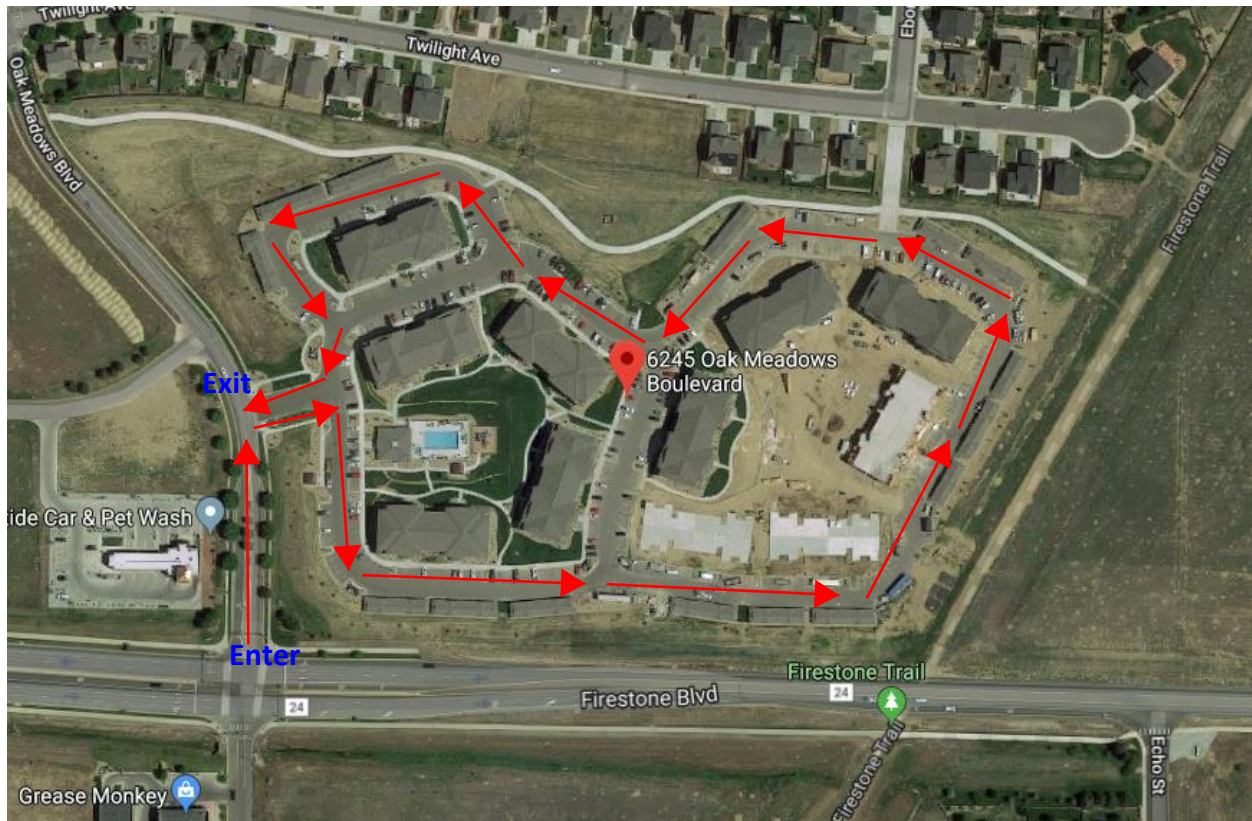 Twilight Ave
Ebo
Twilight Ave
Oak Meadows Blvd
Firestone Trail
6245 Oak Meadows
Boulevard
Exit
ide Car & Pet Wash
Enter
Firestone Trail
24
24
Firestone Blvd
Firestone Trail
Echo St
Grease Monkey